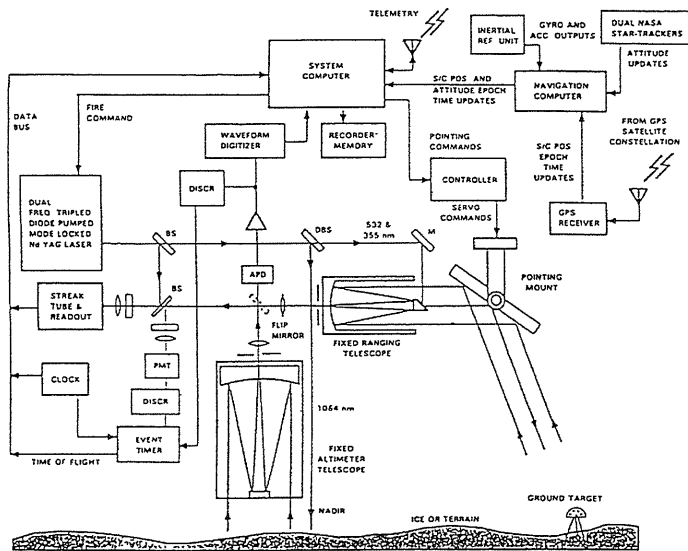 TELEMETRY
SYSTEM
COMPUTER
INERTIAL
REF UNIT
GYRO AND
ACC OUTPUTS
DUAL NASA
STAR-TRACKERS
ATTITUDE
UPDATES
NAVIGATION
COMPUTER
S/C POS AND
ATTITUDE EPOCH
TIME UPDATES
DATA
BUS
FIRE
COMMAND
WAVEFORM
DIGITIZER
RECORDER-
MEMORY
POINTING
COMMANDS
S/C POS
EPOCH
TIME
UPDATES
FROM GPS
SATELLITE
CONSTELLATION
DISCR
CONTROLLER
SERVO
COMMANDS
GPS
RECEIVER
DUAL
FREQ TRIPLED
DIODE PUMPED
MODE LOCKED
Nd YAG LASER
BS
DBS
532 &
355 nm
M
APD
POINTING
MOUNT
STREAK
TUBE &
READOUT
BS
FLIP
MIRROR
FIXED RANGING
TELESCOPE
PMT
CLOCK
DISCR
1064 nm
EVENT
TIMER
TIME OF FLIGHT
FIXED
ALTIMETER
TELESCOPE
NADIR
GROUND TARGET
ICE OR TERRAIN